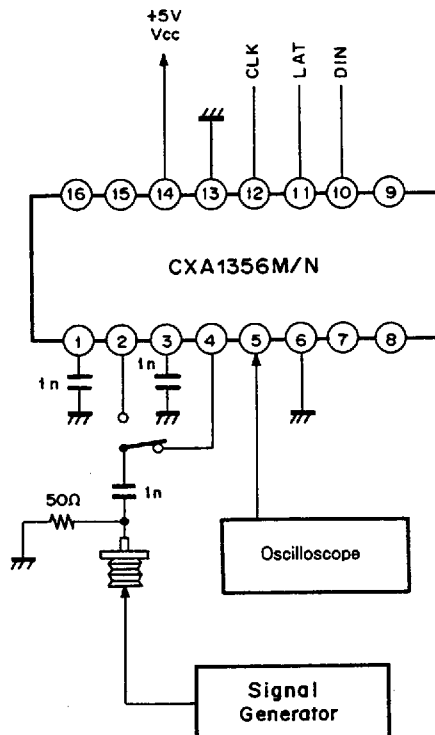 +5V
Vcc
CLK
LAT
DIN
16 15 14 13 12 11 10 9
CXA1356M/N
1 2 3 4 5 6 7 8
1n
1n
1n
50Ω
Oscilloscope
Signal
Generator